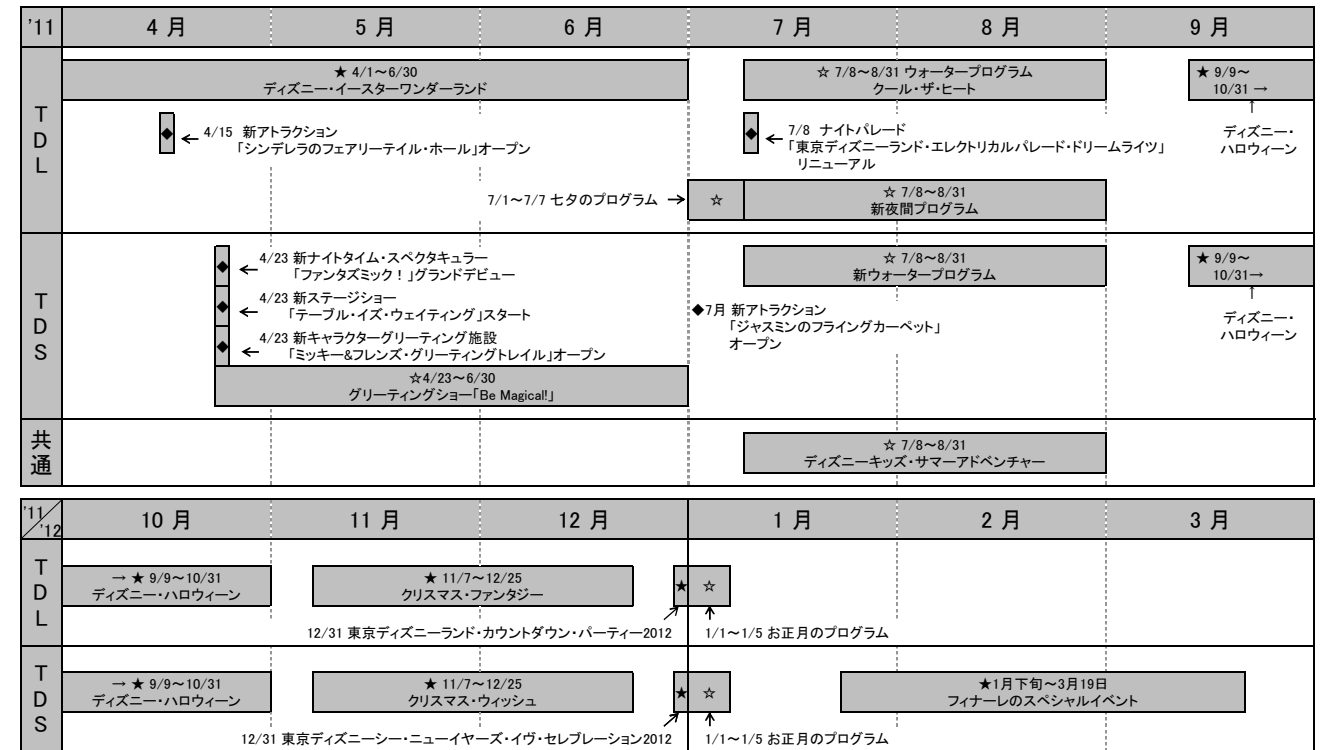 '11
4 月
5 月
6 月
7 月
8 月
9 月
TDL
★ 4/1～6/30
ディズニー・イースターワンダーランド
☆ 7/8～8/31 ウォータープログラム
クール・ザ・ヒート
★ 9/9～
10/31 →
↑
ディズニー・
ハロウィーン
◆ ← 4/15 新アトラクション
「シンデレラのフェアリーテイル・ホール」オープン
◆ ← 7/8 ナイトパレード
「東京ディズニーランド・エレクトリカルパレード・ドリームライツ」
リニューアル
7/1～7/7 七夕のプログラム → ☆
☆ 7/8～8/31
新夜間プログラム
TDS
◆ ← 4/23 新ナイトタイム・スペクタキュラー
「ファンタズミック！」グランドデビュー
◆ ← 4/23 新ステージショー
「テーブル・イズ・ウェイティング」スタート
◆ ← 4/23 新キャラクターグリーティング施設
「ミッキー&フレンズ・グリーティングトレイル」オープン
☆4/23～6/30
グリーティングショー「Be Magical!」
☆ 7/8～8/31
新ウォータープログラム
◆7月 新アトラクション
「ジャスミンのフライングカーペット」
オープン
★ 9/9～
10/31→
↑
ディズニー・
ハロウィーン
共通
☆ 7/8～8/31
ディズニーキッズ・サマーアドベンチャー
'11/'12
10 月
11 月
12 月
1 月
2 月
3 月
TDL
→ ★ 9/9～10/31
ディズニー・ハロウィーン
★ 11/7～12/25
クリスマス・ファンタジー
★ ☆
12/31 東京ディズニーランド・カウントダウン・パーティー2012
1/1～1/5 お正月のプログラム
TDS
→ ★ 9/9～10/31
ディズニー・ハロウィーン
★ 11/7～12/25
クリスマス・ウィッシュ
★ ☆
★1月下旬～3月19日
フィナーレのスペシャルイベント
12/31 東京ディズニーシー・ニューイヤーズ・イヴ・セレブレーション2012
1/1～1/5 お正月のプログラム